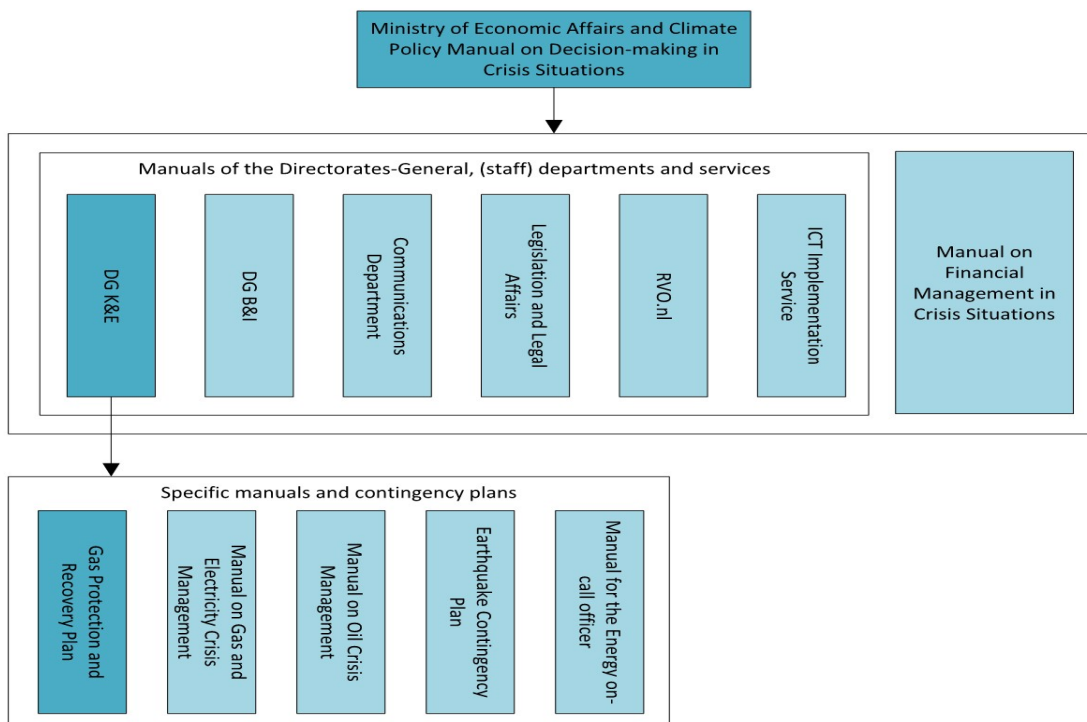 Ministry of Economic Affairs and Climate
Policy Manual on Decision-making in
Crisis Situations
Manuals of the Directorates-General, (staff) departments and services
DG K&E
DG B&I
Communications
Department
Legislation and Legal
Affairs
RVO.nl
ICT Implementation
Service
Manual on
Financial
Management in
Crisis Situations
Specific manuals and contingency plans
Gas Protection and
Recovery Plan
Manual on Gas and
Electricity Crisis
Management
Manual on Oil Crisis
Management
Earthquake Contingency
Plan
Manual for the Energy on-
call officer